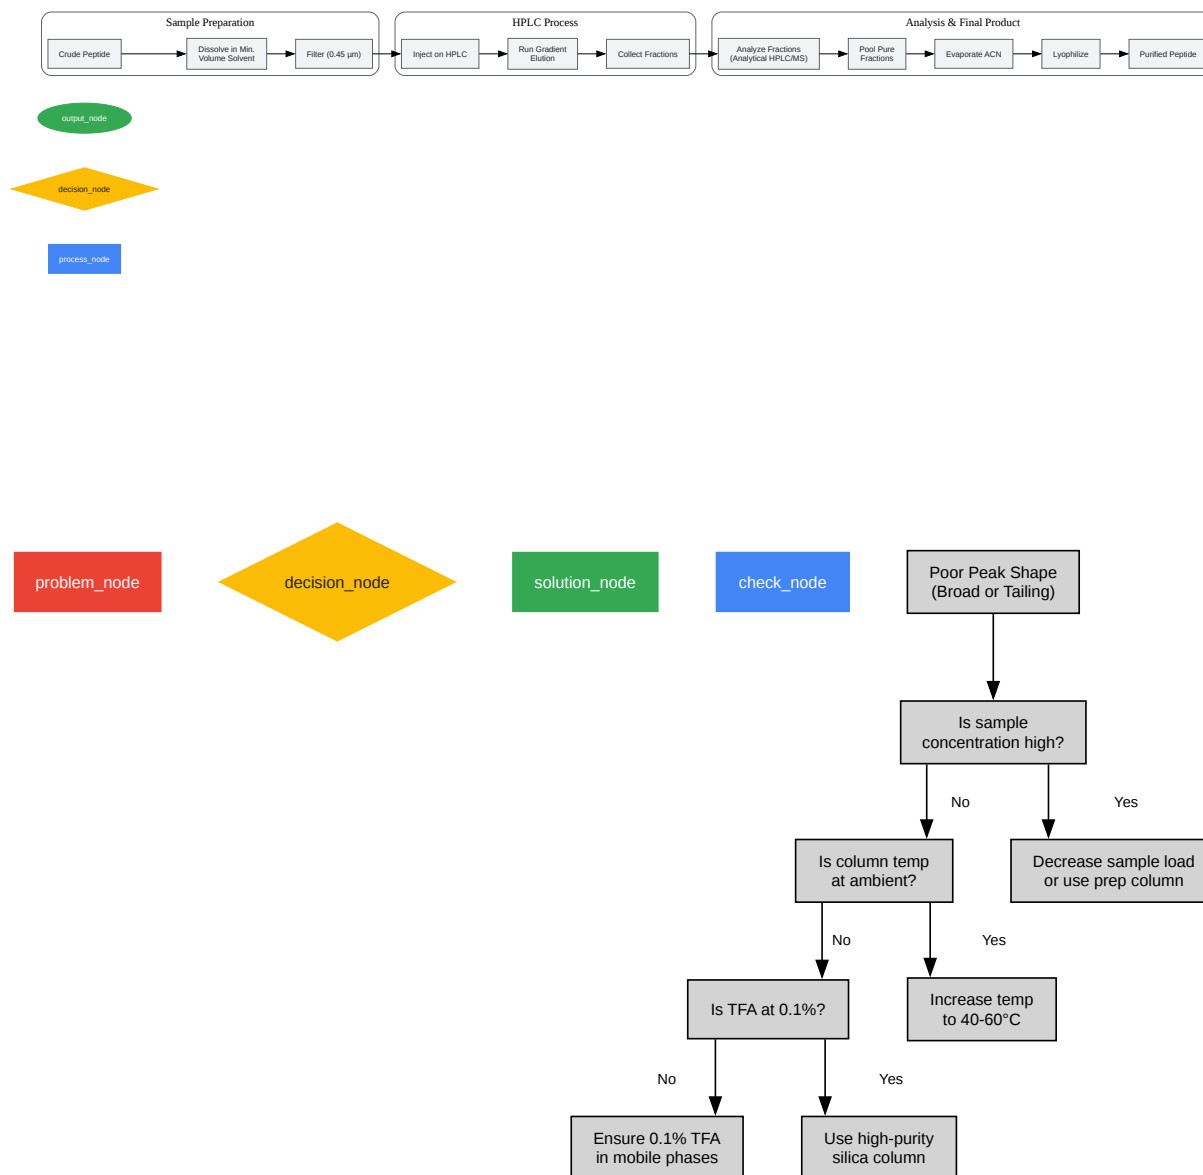 Sample Preparation
HPLC Process
Analysis & Final Product
Crude Peptide
Dissolve in Min.
Volume Solvent
Filter (0.45 µm)
Inject on HPLC
Run Gradient
Elution
Collect Fractions
Analyze Fractions
(Analytical HPLC/MS)
Pool Pure
Fractions
Evaporate ACN
Lyophilize
Purified Peptide
output_node
decision_node
process_node
problem_node
decision_node
solution_node
check_node
Poor Peak Shape
(Broad or Tailing)
Is sample
concentration high?
No
Yes
Is column temp
at ambient?
Decrease sample load
or use prep column
No
Yes
Is TFA at 0.1%?
Increase temp
to 40-60°C
No
Yes
Ensure 0.1% TFA
in mobile phases
Use high-purity
silica column